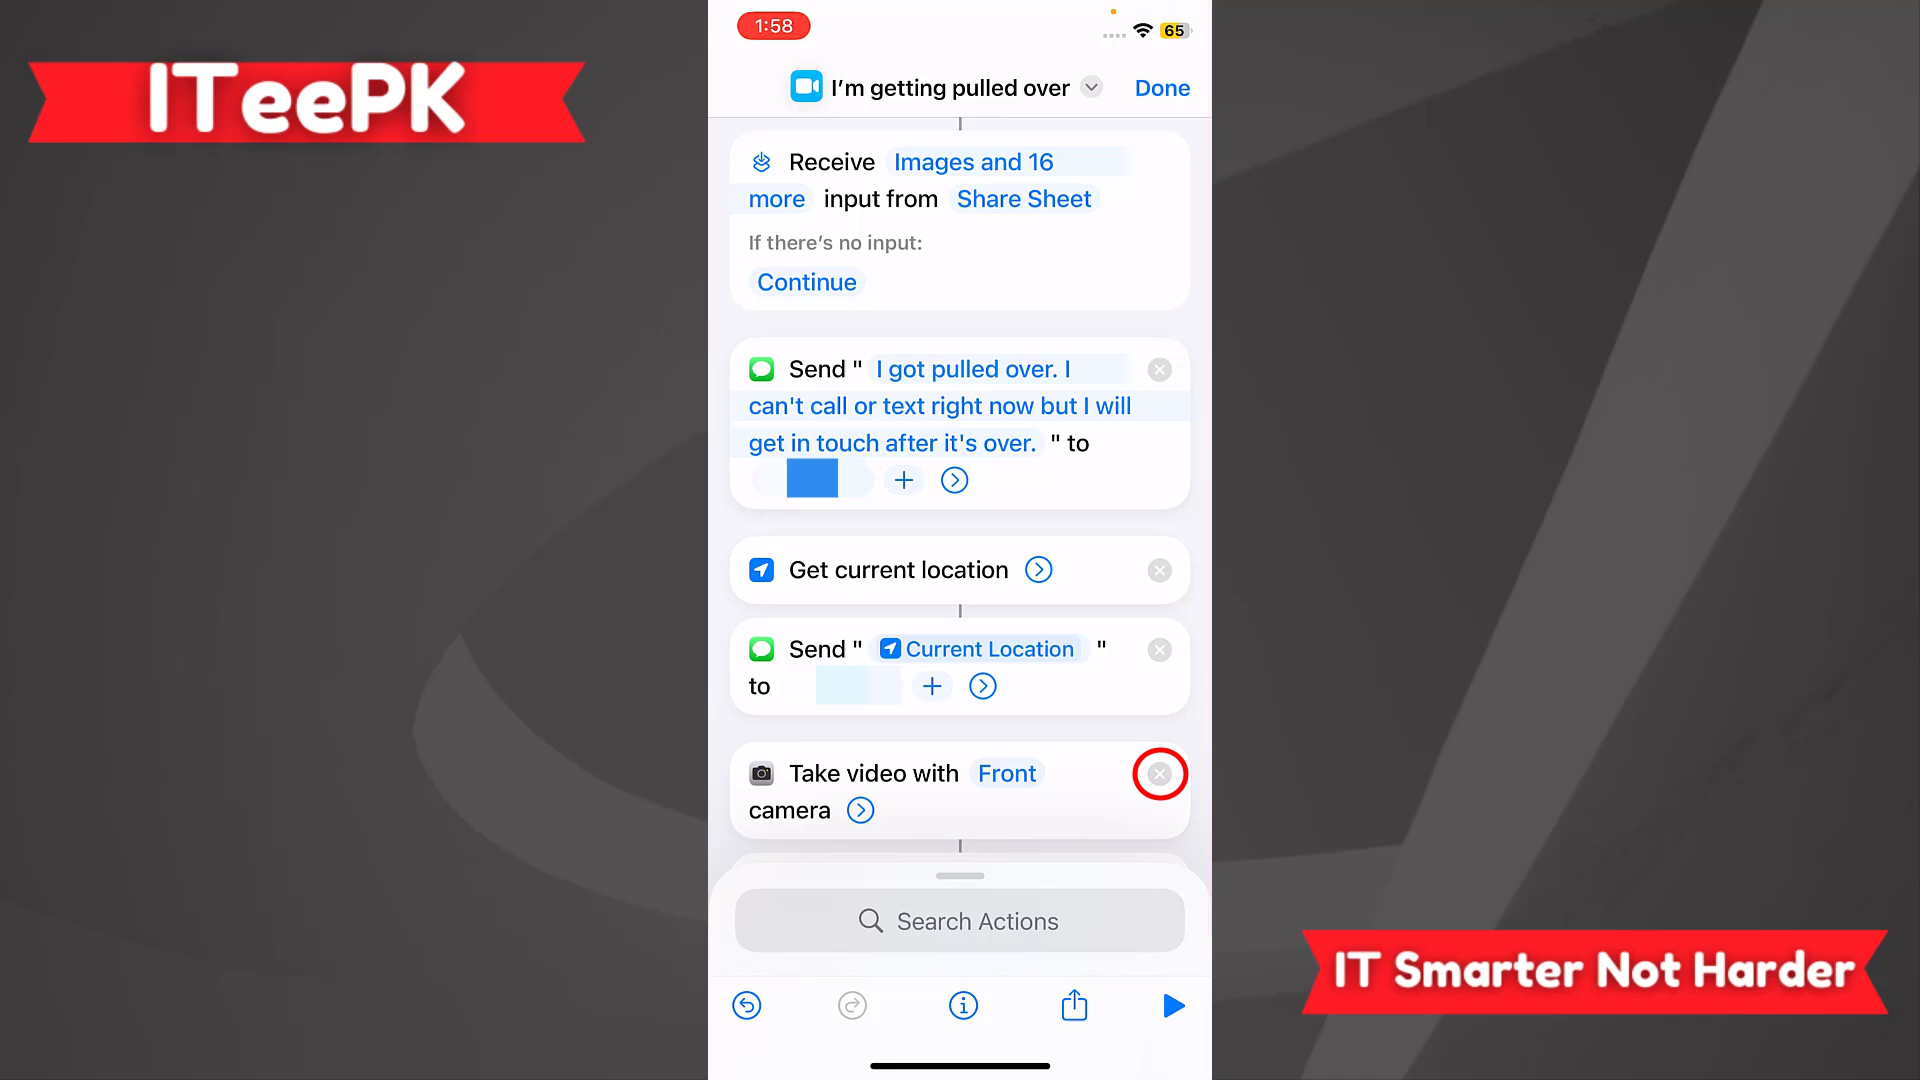 1:58
65
ITeePK
I’m getting pulled over
Done
Receive Images and 16
more input from Share Sheet
If there’s no input:
Continue
Send " I got pulled over. I
can't call or text right now but I will
get in touch after it's over. " to
Get current location
Send " Current Location "
to
Take video with Front
camera
Search Actions
IT Smarter Not Harder